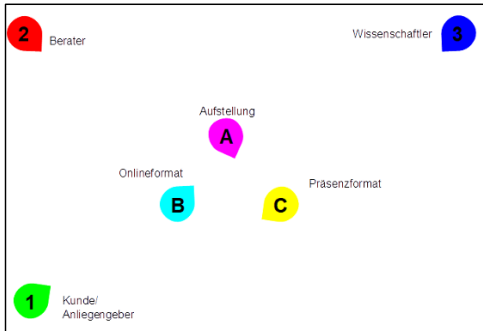 2
Berater
Wissenschaftler
3
Aufstellung
A
Onlineformat
B
Präsenzformat
C
1
Kunde/
Anliegengeber